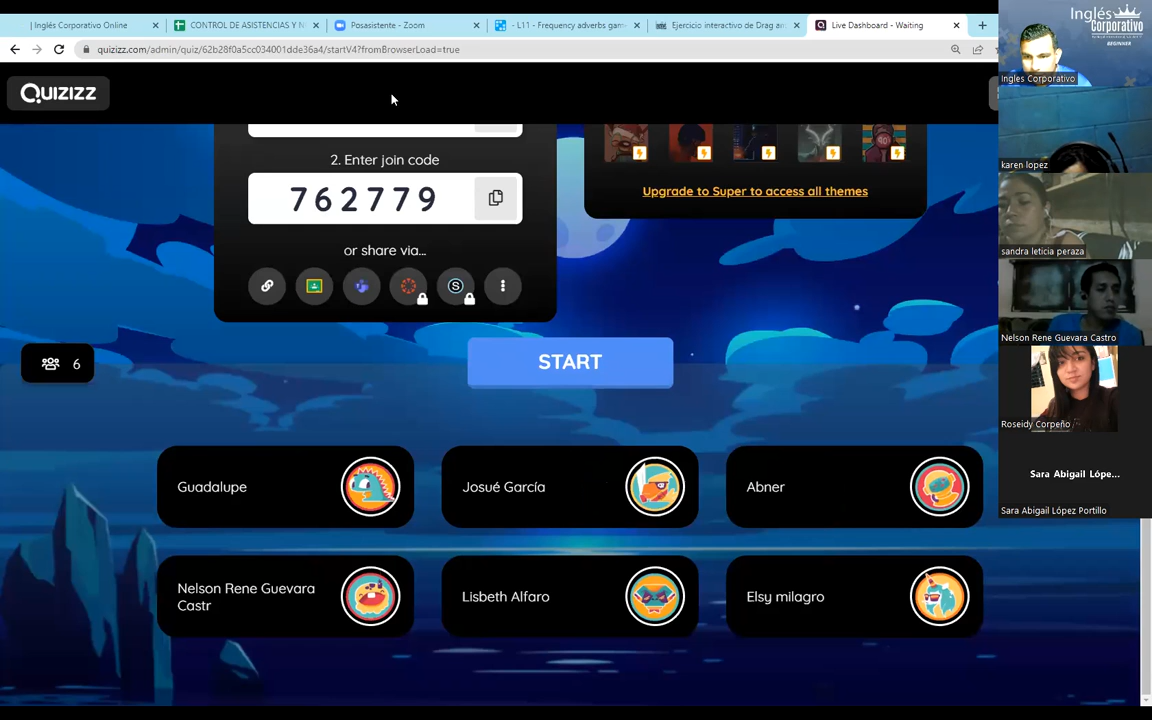 | Inglés Corporativo Online
CONTROL DE ASISTENCIAS Y N
Posasistente - Zoom
- L11 - Frequency adverbs gam
Ejercicio interactivo de Drag an
Live Dashboard - Waiting
quizizz.com/admin/quiz/62b28f0a5cc034001dde36a4/startV4?fromBrowserLoad=true
Quizizz
2. Enter join code
762779
or share via...
Upgrade to Super to access all themes
6
START
Guadalupe
Josué García
Abner
Nelson Rene Guevara
Castr
Lisbeth Alfaro
Elsy milagro
Inglés
Corporativo
BEGINNER
Ingles Corporativo
karen lopez
sandra leticia peraza
Nelson Rene Guevara Castro
Roseidy Corpeño
Sara Abigail Lópe...
Sara Abigail López Portillo